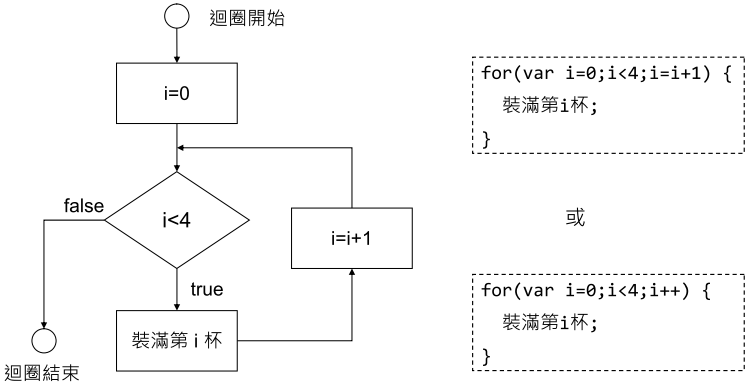 迴圈開始
i=0
false
i<4
i=i+1
true
裝滿第 i 杯
迴圈結束
for(var i=0;i<4;i=i+1) {
裝滿第i杯;
}
或
for(var i=0;i<4;i++) {
裝滿第i杯;
}